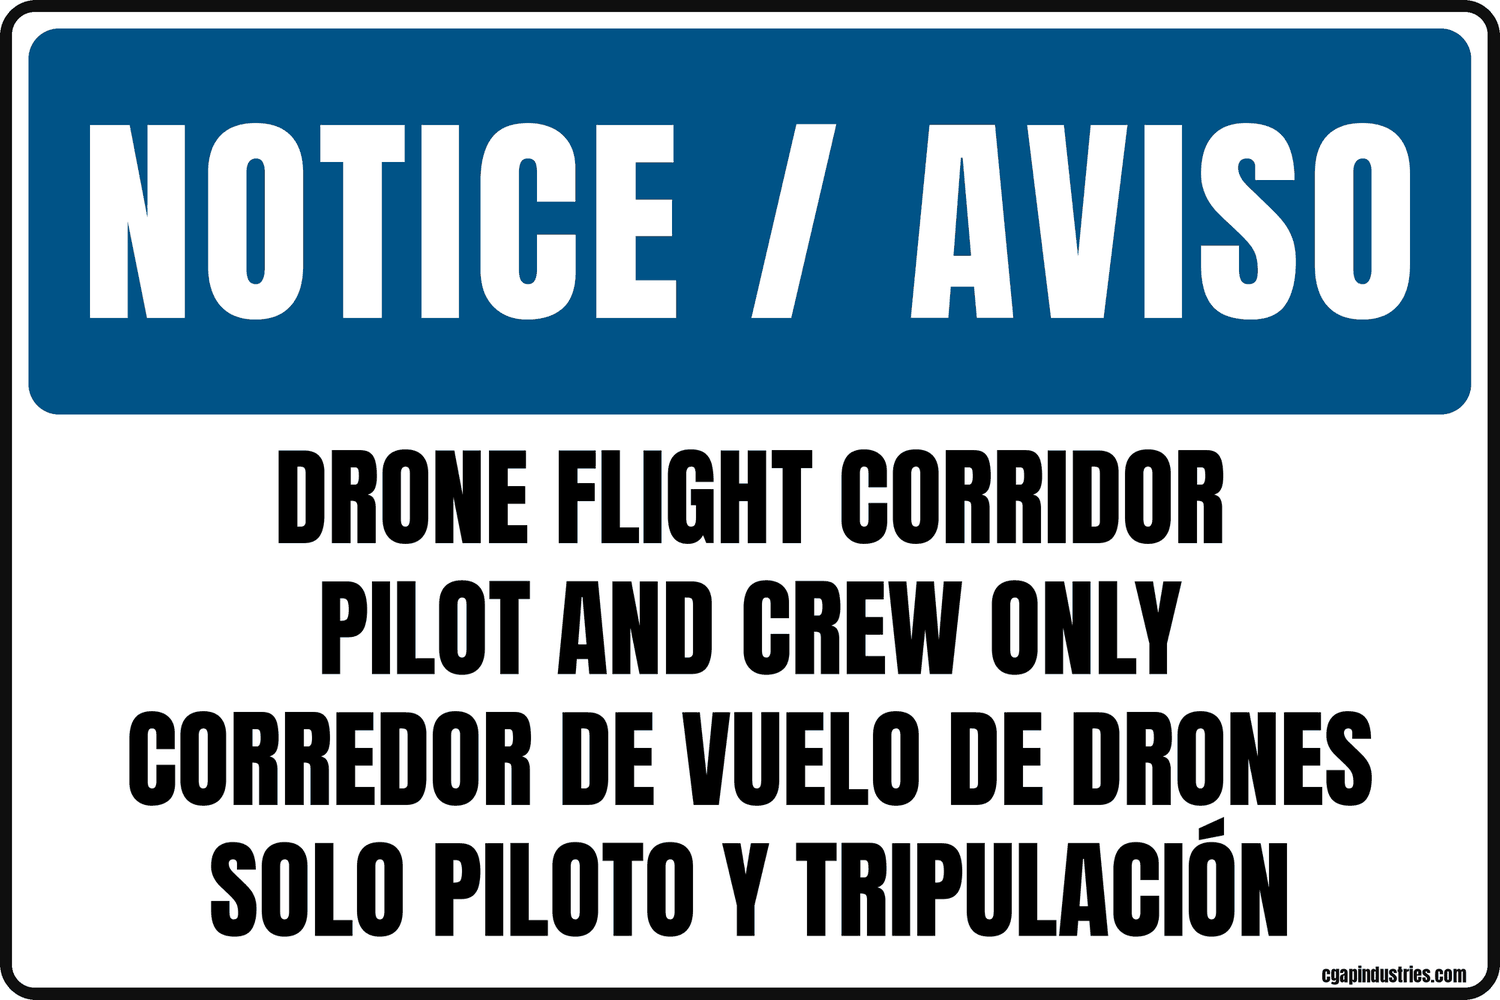 NOTICE / AVISO
DRONE FLIGHT CORRIDOR
PILOT AND CREW ONLY
CORREDOR DE VUELO DE DRONES
SOLO PILOTO Y TRIPULACIÓN
cgapindustries.com